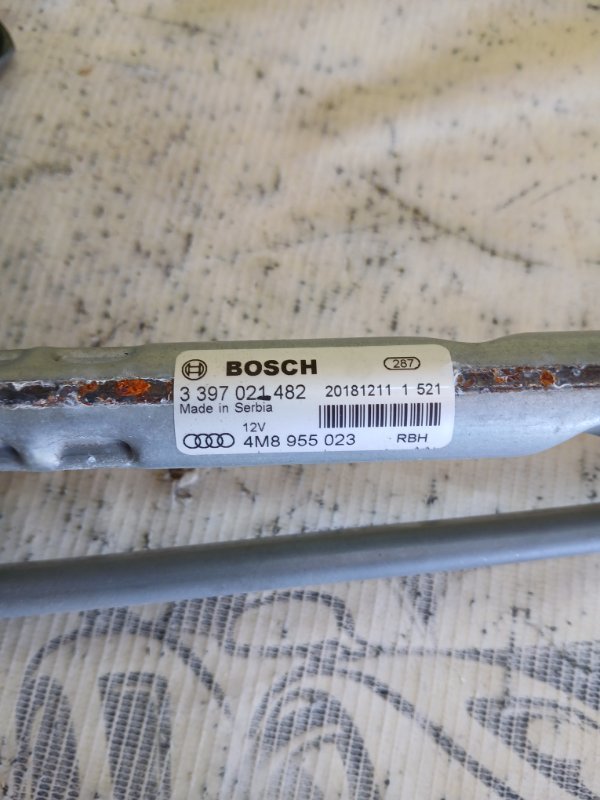 BOSCH 267
3 397 021 482 20181211 1 521
Made in Serbia
12V
4M8 955 023 RBH